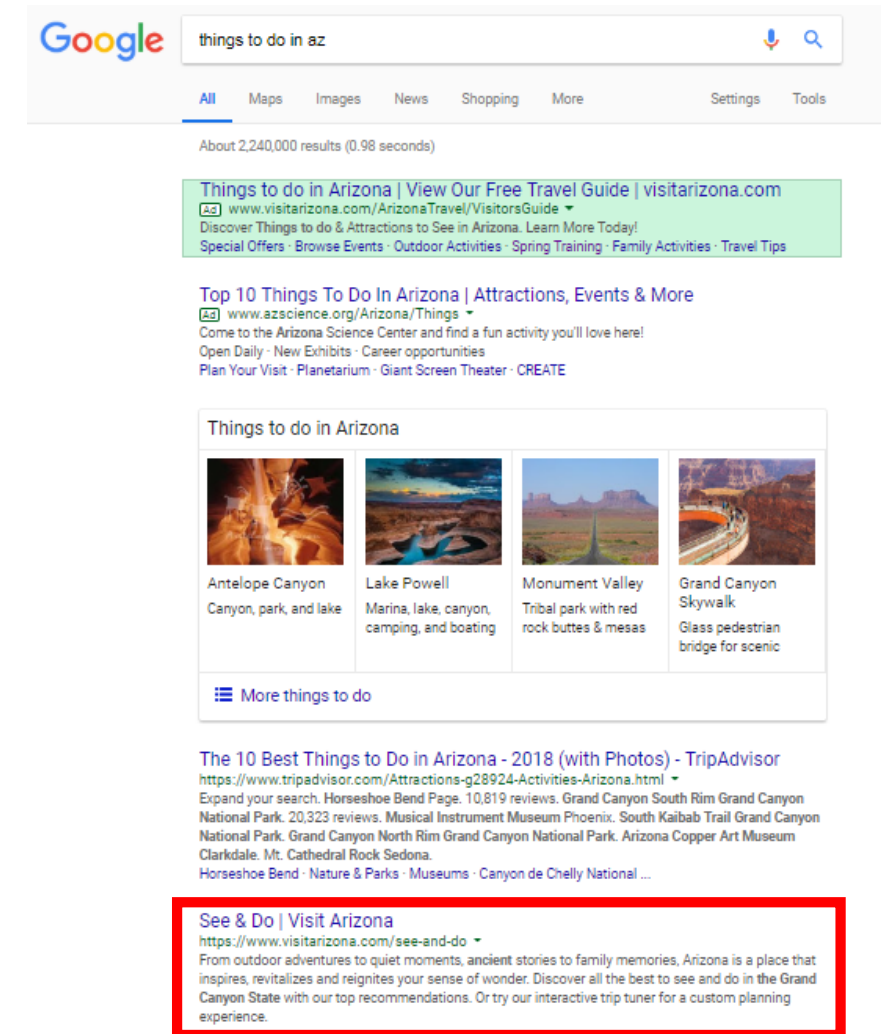 Google
things to do in az
All Maps Images News Shopping More Settings Tools
About 2,240,000 results (0.98 seconds)
Things to do in Arizona | View Our Free Travel Guide | visitarizona.com
Ad www.visitarizona.com/ArizonaTravel/VisitorsGuide
Discover Things to do & Attractions to See in Arizona. Learn More Today!
Special Offers · Browse Events · Outdoor Activities · Spring Training · Family Activities · Travel Tips
Top 10 Things To Do In Arizona | Attractions, Events & More
Ad www.azscience.org/Arizona/Things
Come to the Arizona Science Center and find a fun activity you'll love here!
Open Daily · New Exhibits · Career opportunities
Plan Your Visit · Planetarium · Giant Screen Theater · CREATE
Things to do in Arizona
Antelope Canyon
Canyon, park, and lake
Lake Powell
Marina, lake, canyon,
camping, and boating
Monument Valley
Tribal park with red
rock buttes & mesas
Grand Canyon
Skywalk
Glass pedestrian
bridge for scenic
More things to do
The 10 Best Things to Do in Arizona - 2018 (with Photos) - TripAdvisor
https://www.tripadvisor.com/Attractions-g28924-Activities-Arizona.html
Expand your search. Horseshoe Bend Page. 10,819 reviews. Grand Canyon South Rim Grand Canyon
National Park. 20,323 reviews. Musical Instrument Museum Phoenix. South Kaibab Trail Grand Canyon
National Park. Grand Canyon North Rim Grand Canyon National Park. Arizona Copper Art Museum
Clarkdale. Mt. Cathedral Rock Sedona.
Horseshoe Bend · Nature & Parks · Museums · Canyon de Chelly National ...
See & Do | Visit Arizona
https://www.visitarizona.com/see-and-do
From outdoor adventures to quiet moments, ancient stories to family memories, Arizona is a place that
inspires, revitalizes and reignites your sense of wonder. Discover all the best to see and do in the Grand
Canyon State with our top recommendations. Or try our interactive trip tuner for a custom planning
experience.